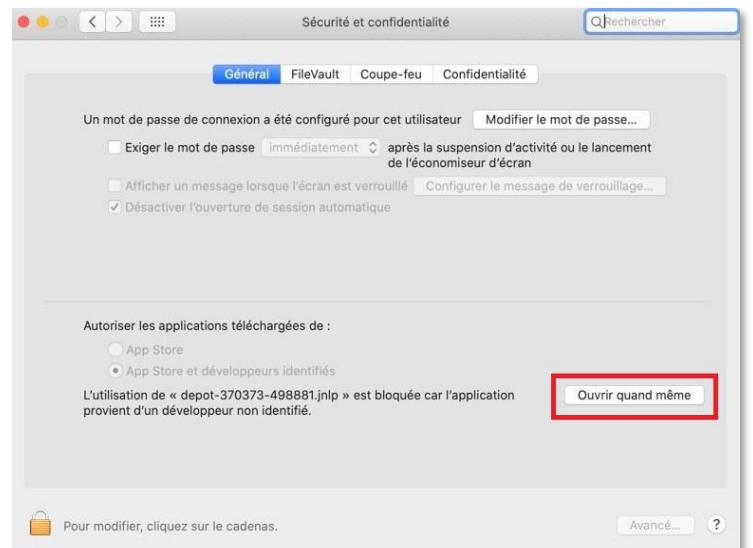 Sécurité et confidentialité
Rechercher
Général FileVault Coupe-feu Confidentialité
Un mot de passe de connexion a été configuré pour cet utilisateur Modifier le mot de passe...
Exiger le mot de passe immédiatement après la suspension d'activité ou le lancement
de l'économiseur d'écran
Afficher un message lorsque l'écran est verrouillé Configurer le message de verrouillage...
Désactiver l'ouverture de session automatique
Autoriser les applications téléchargées de :
App Store
App Store et développeurs identifiés
L'utilisation de « depot-370373-498881.jnlp » est bloquée car l'application
provient d'un développeur non identifié.
Ouvrir quand même
Pour modifier, cliquez sur le cadenas.
Avancé... ?